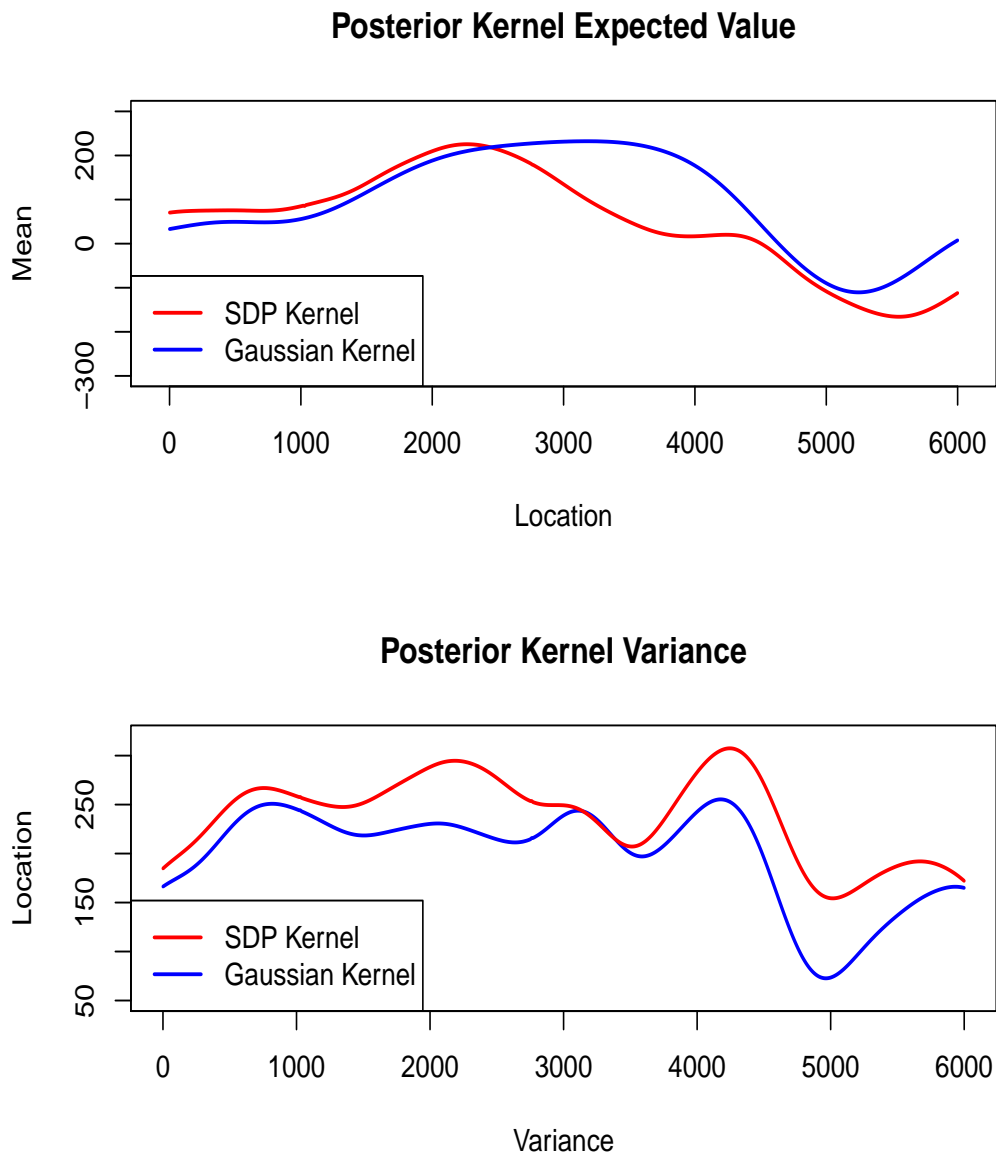 Posterior Kernel Expected Value
Mean
200
0
−300
SDP Kernel
Gaussian Kernel
0 1000 2000 3000 4000 5000 6000
Location
Posterior Kernel Variance
Location
250
150
50
SDP Kernel
Gaussian Kernel
0 1000 2000 3000 4000 5000 6000
Variance